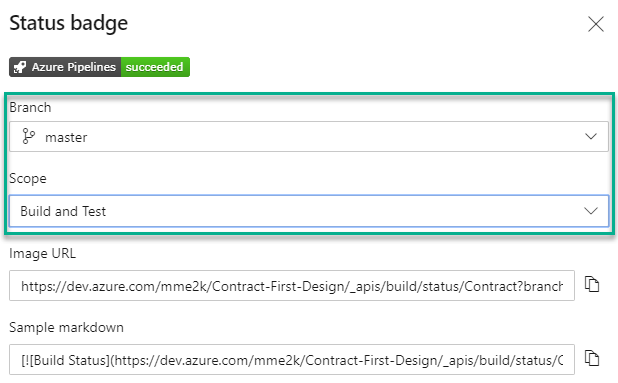 Status badge
Azure Pipelines succeeded
Branch
master
Scope
Build and Test
Image URL
https://dev.azure.com/mme2k/Contract-First-Design/_apis/build/status/Contract?branch
Sample markdown
[![Build Status](https://dev.azure.com/mme2k/Contract-First-Design/_apis/build/status/C